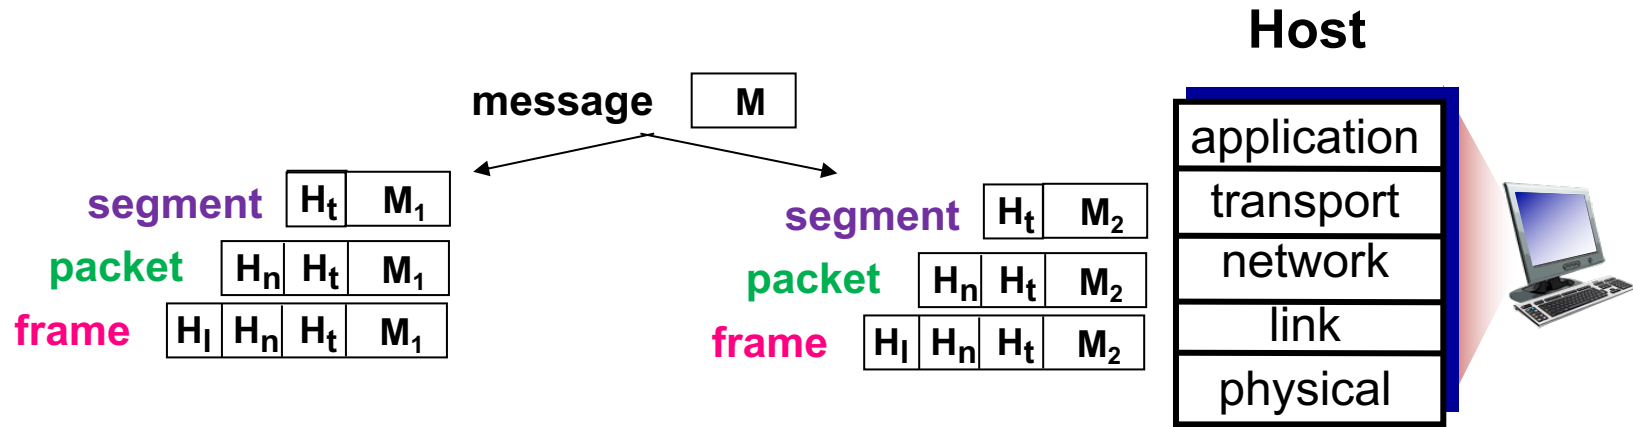 Host
message M
segment Ht M1
packet Hn Ht M1
frame Hl Hn Ht M1
segment Ht M2
packet Hn Ht M2
frame Hl Hn Ht M2
application
transport
network
link
physical